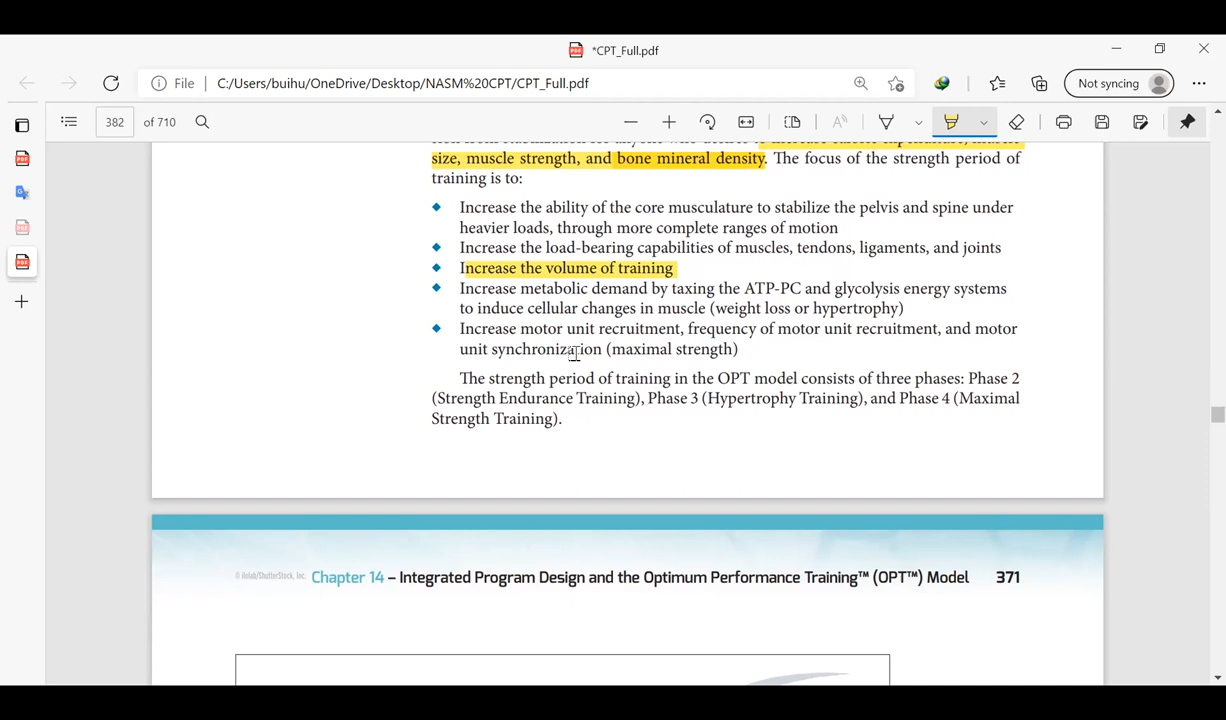 *CPT_Full.pdf
File | C:/Users/buihu/OneDrive/Desktop/NASM%20CPT/CPT_Full.pdf
Not syncing
382 of 710
size, muscle strength, and bone mineral density. The focus of the strength period of
training is to:
Increase the ability of the core musculature to stabilize the pelvis and spine under
heavier loads, through more complete ranges of motion
Increase the load-bearing capabilities of muscles, tendons, ligaments, and joints
Increase the volume of training
Increase metabolic demand by taxing the ATP-PC and glycolysis energy systems
to induce cellular changes in muscle (weight loss or hypertrophy)
Increase motor unit recruitment, frequency of motor unit recruitment, and motor
unit synchronization (maximal strength)
The strength period of training in the OPT model consists of three phases: Phase 2
(Strength Endurance Training), Phase 3 (Hypertrophy Training), and Phase 4 (Maximal
Strength Training).
Chapter 14 – Integrated Program Design and the Optimum Performance Training™ (OPT™) Model 371